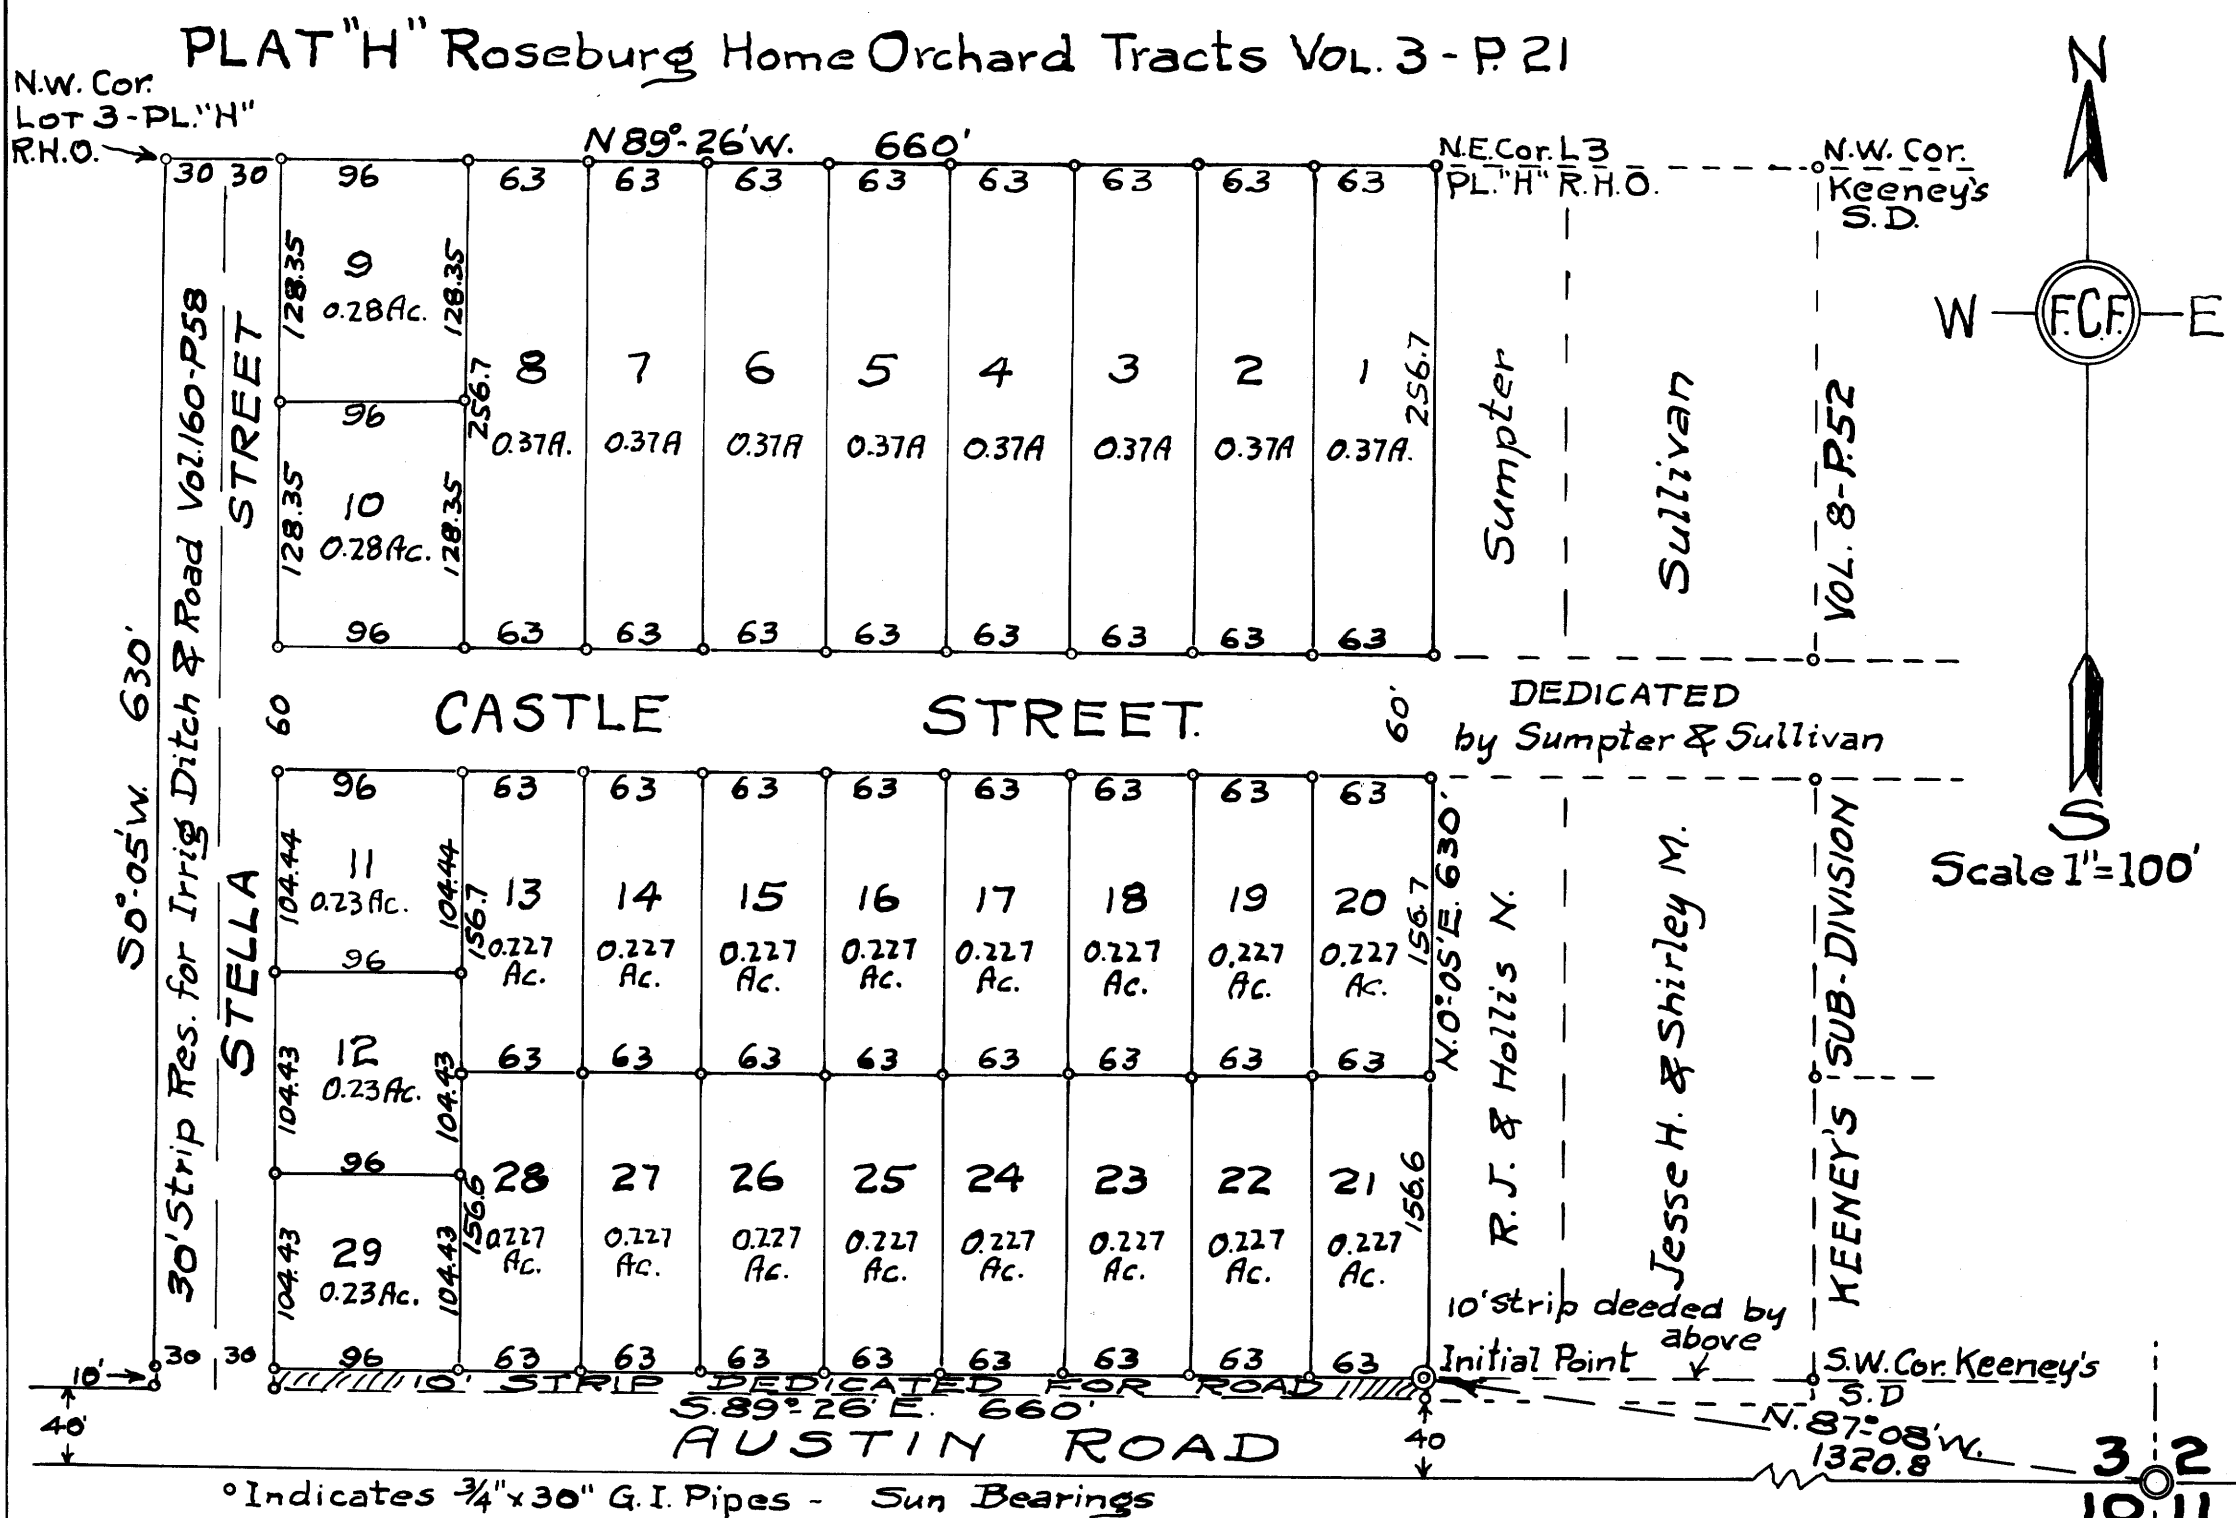 PLAT "H" Roseburg Home Orchard Tracts VOL. 3 - P. 21
N.W. Cor.
LOT 3 - PL. "H"
R.H.O.
N 89°-26'W. 660'
N.E. Cor. L 3
PL. "H" R.H.O.
N.W. Cor.
Keeney's
S.D.
N
W
F.C.F.
E
S
Scale 1"=100'
30 30 96 63 63 63 63 63 63 63 63
128.35 9 128.35
0.28 Ac.
96
128.35 10 128.35
0.28 Ac.
256.7 8 7 6 5 4 3 2 1 256.7
0.37A. 0.37A 0.37A 0.37A 0.37A 0.37A 0.37A 0.37A.
96 63 63 63 63 63 63 63 63
Sumpter
Sullivan
VOL. 8-P.52
S0°-05'W. 630'
30' Strip Res. for Irrig Ditch & Road Vol.160-P58
STELLA STREET
60 CASTLE STREET. 60'
DEDICATED
by Sumpter & Sullivan
96 63 63 63 63 63 63 63 63
104.44 11 104.44
0.23 Ac.
96
156.7 13 14 15 16 17 18 19 20 156.7
0.227 0.227 0.227 0.227 0.227 0.227 0.227 0.227
Ac. Ac. Ac. Ac. Ac. Ac. Ac. Ac.
N.0°-05'E. 630'
104.43 12 104.43
0.23 Ac.
96
63 63 63 63 63 63 63 63
156.6 28 27 26 25 24 23 22 21 156.6
0.227 0.227 0.227 0.227 0.227 0.227 0.227 0.227
Ac. Ac. Ac. Ac. Ac. Ac. Ac. Ac.
104.43 29 104.43
0.23 Ac.
R. J. & Hollis N.
Jesse H. & Shirley M.
KEENEY'S SUB-DIVISION
10' strip deeded by
above
30 30 96 63 63 63 63 63 63 63 63
Initial Point
S.W. Cor. Keeney's
S.D
10'
10' STRIP DEDICATED FOR ROAD
S. 89°-26' E. 660'
40'
AUSTIN ROAD
40
N. 87°-08' W.
1320.8
3 2
10 11
° Indicates 3/4" x 30" G.I. Pipes - Sun Bearings